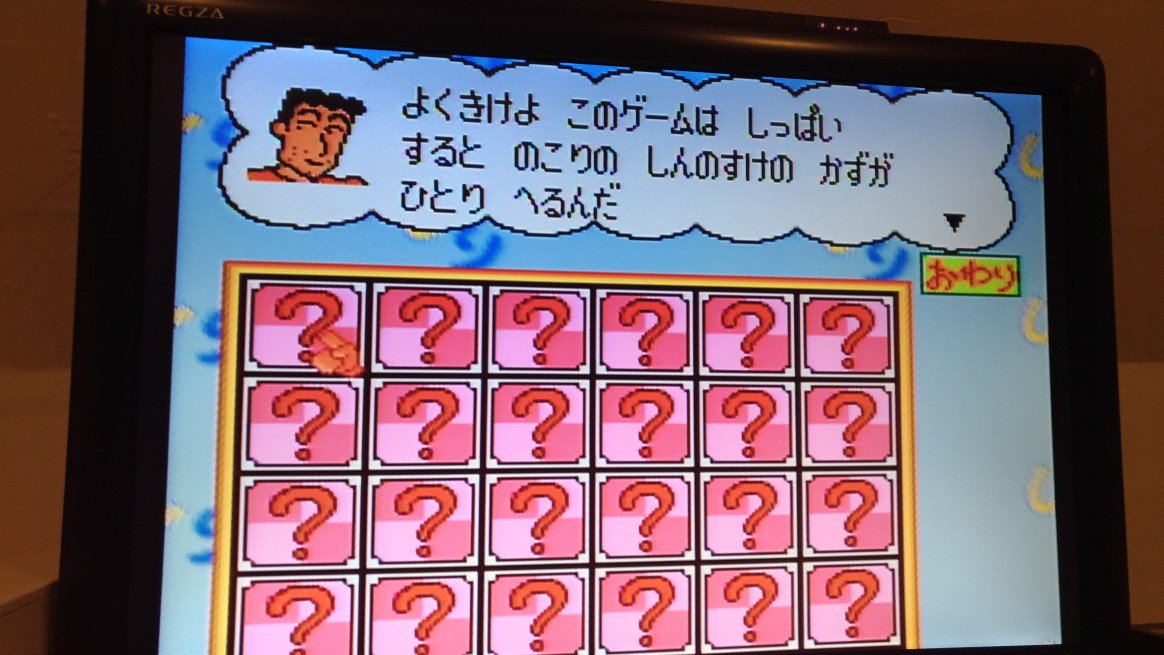 REGZA
よくきけよ このゲームは しっぱい
すると のこりの しんのすけの かずが
ひとり へるんだ
おわり
? ? ? ? ? ?
? ? ? ? ? ?
? ? ? ? ? ?
? ? ? ? ? ?